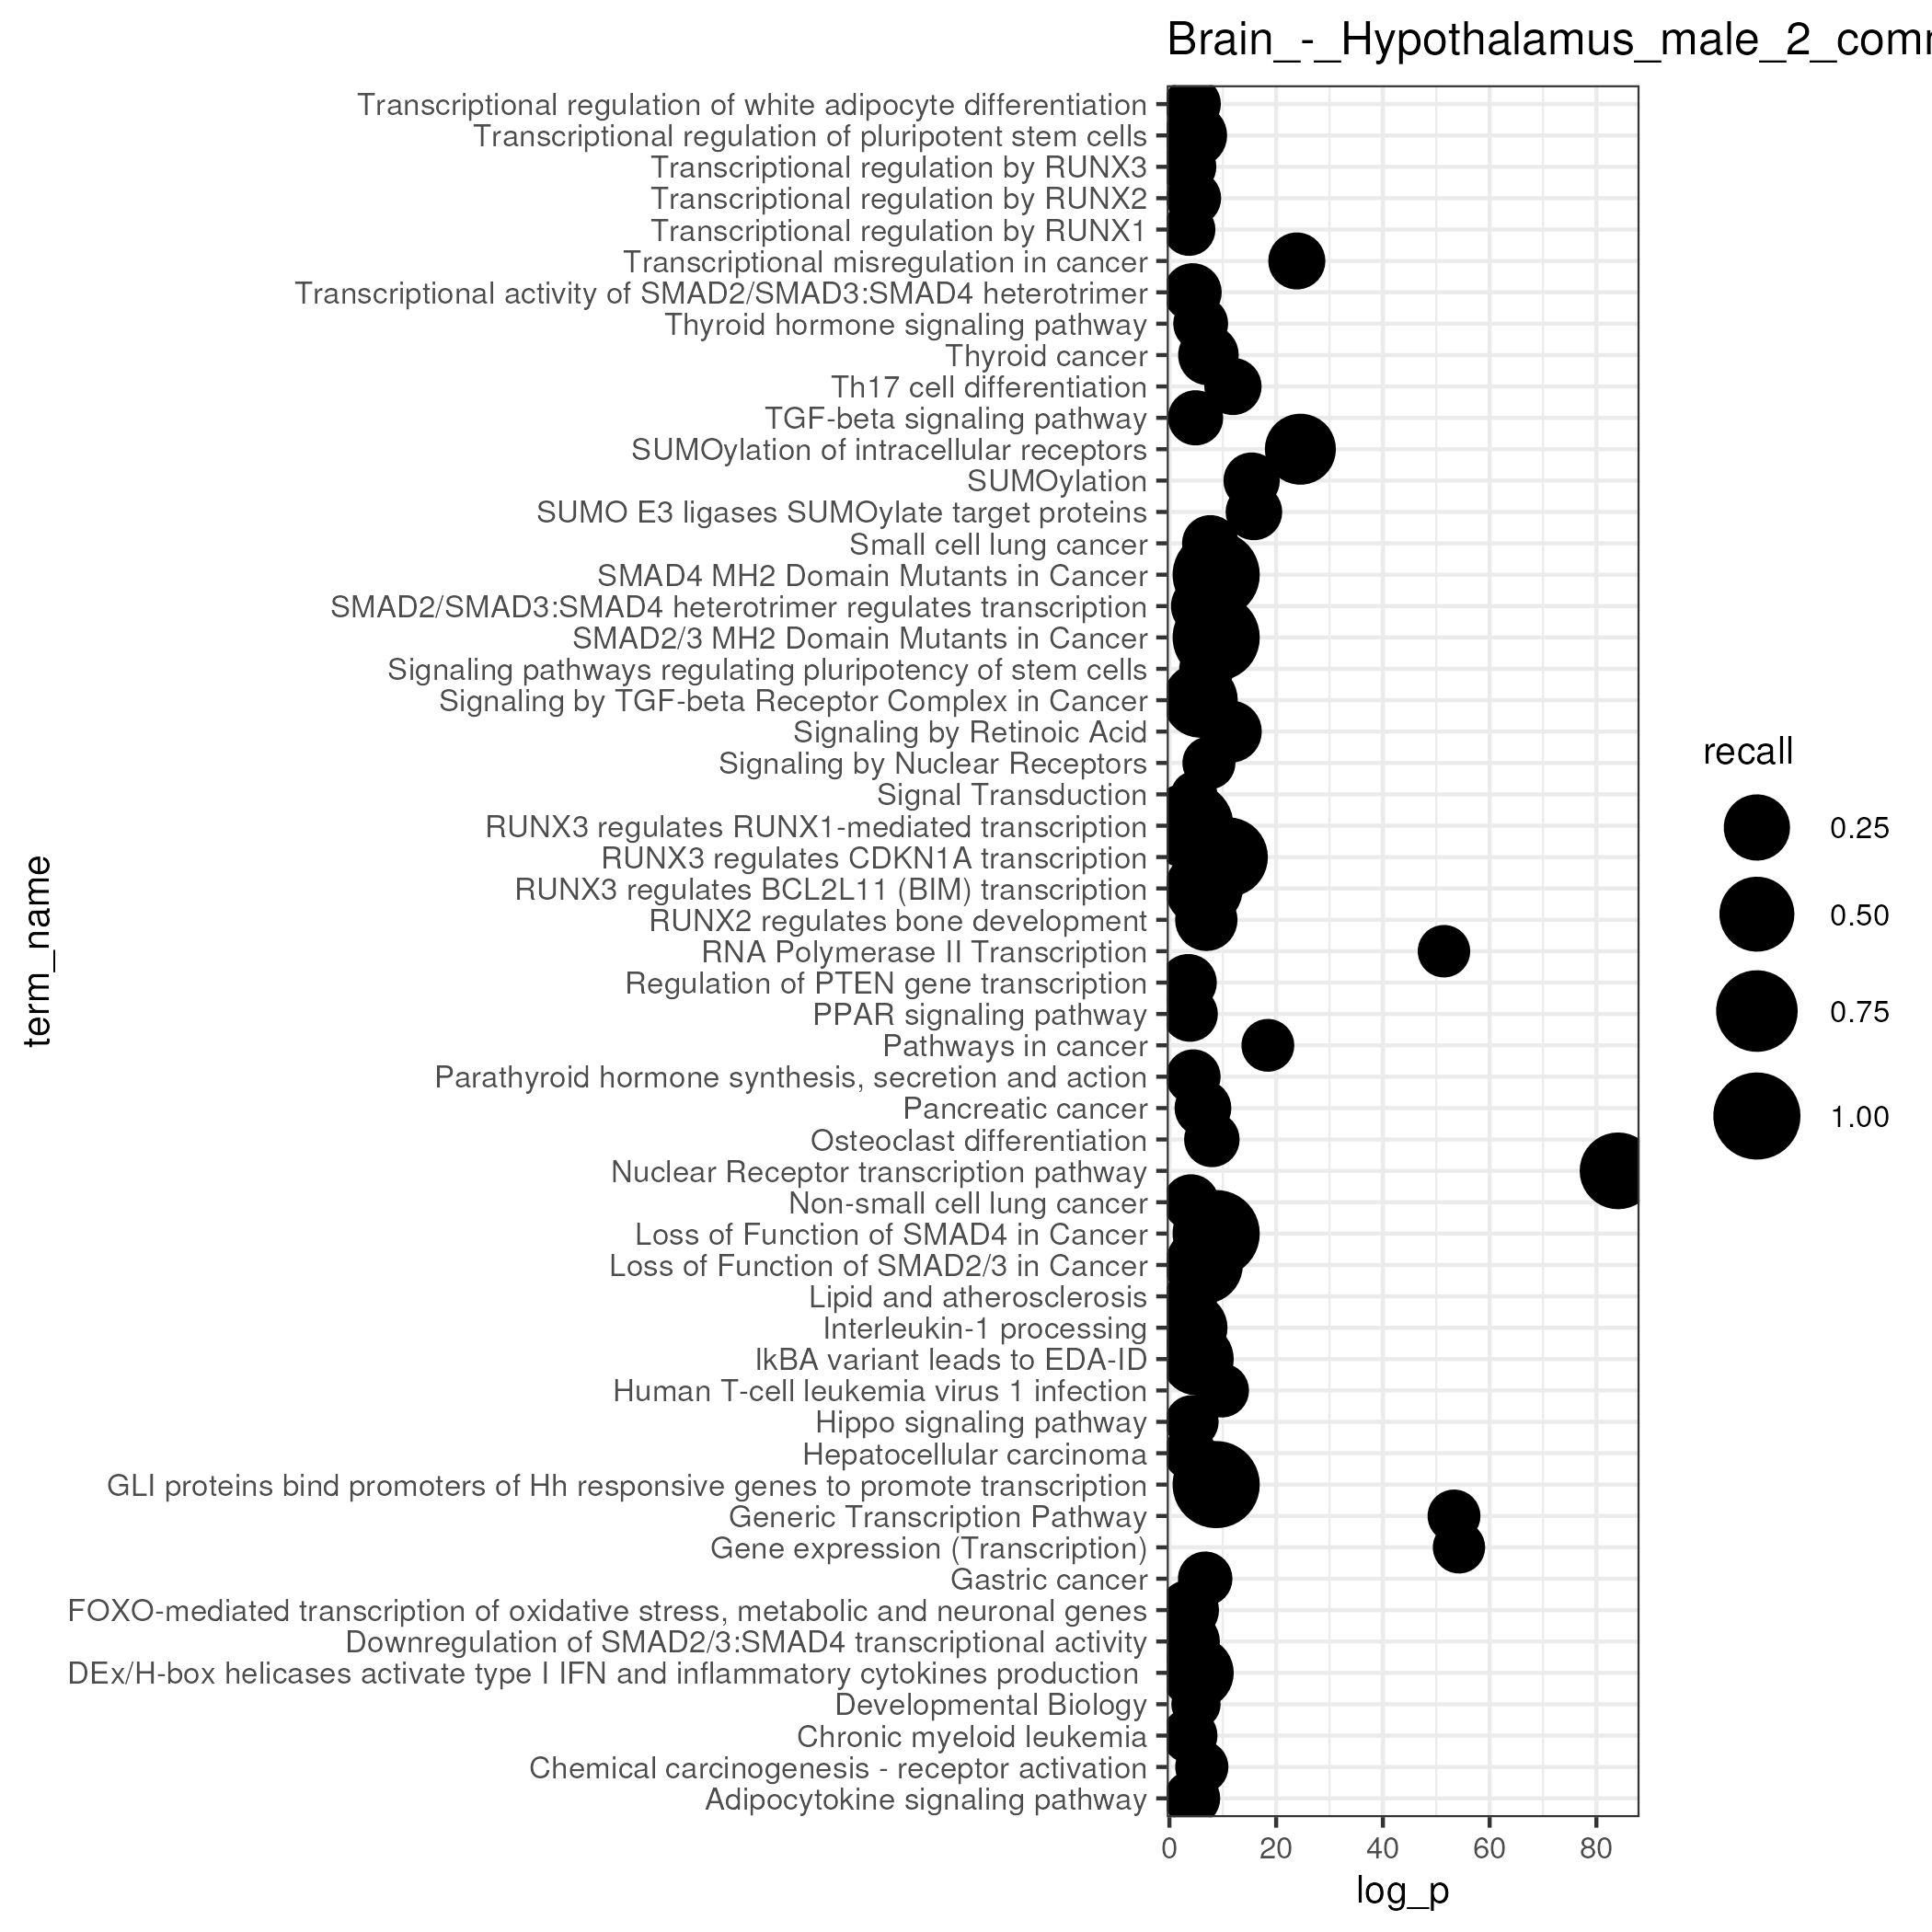 Brain_-_Hypothalamus_male_2_com
Transcriptional regulation of white adipocyte differentiation
Transcriptional regulation of pluripotent stem cells
Transcriptional regulation by RUNX3
Transcriptional regulation by RUNX2
Transcriptional regulation by RUNX1
Transcriptional misregulation in cancer
Transcriptional activity of SMAD2/SMAD3:SMAD4 heterotrimer
Thyroid hormone signaling pathway
Thyroid cancer
Th17 cell differentiation
TGF-beta signaling pathway
SUMOylation of intracellular receptors
SUMOylation
SUMO E3 ligases SUMOylate target proteins
Small cell lung cancer
SMAD4 MH2 Domain Mutants in Cancer
SMAD2/SMAD3:SMAD4 heterotrimer regulates transcription
SMAD2/3 MH2 Domain Mutants in Cancer
Signaling pathways regulating pluripotency of stem cells
Signaling by TGF-beta Receptor Complex in Cancer
Signaling by Retinoic Acid
Signaling by Nuclear Receptors
Signal Transduction
RUNX3 regulates RUNX1-mediated transcription
RUNX3 regulates CDKN1A transcription
RUNX3 regulates BCL2L11 (BIM) transcription
RUNX2 regulates bone development
RNA Polymerase II Transcription
Regulation of PTEN gene transcription
PPAR signaling pathway
Pathways in cancer
Parathyroid hormone synthesis, secretion and action
Pancreatic cancer
Osteoclast differentiation
Nuclear Receptor transcription pathway
Non-small cell lung cancer
Loss of Function of SMAD4 in Cancer
Loss of Function of SMAD2/3 in Cancer
Lipid and atherosclerosis
Interleukin-1 processing
IkBA variant leads to EDA-ID
Human T-cell leukemia virus 1 infection
Hippo signaling pathway
Hepatocellular carcinoma
GLI proteins bind promoters of Hh responsive genes to promote transcription
Generic Transcription Pathway
Gene expression (Transcription)
Gastric cancer
FOXO-mediated transcription of oxidative stress, metabolic and neuronal genes
Downregulation of SMAD2/3:SMAD4 transcriptional activity
DEx/H-box helicases activate type I IFN and inflammatory cytokines production
Developmental Biology
Chronic myeloid leukemia
Chemical carcinogenesis - receptor activation
Adipocytokine signaling pathway
0 20 40 60 80
log_p
term_name
recall
0.25
0.50
0.75
1.00